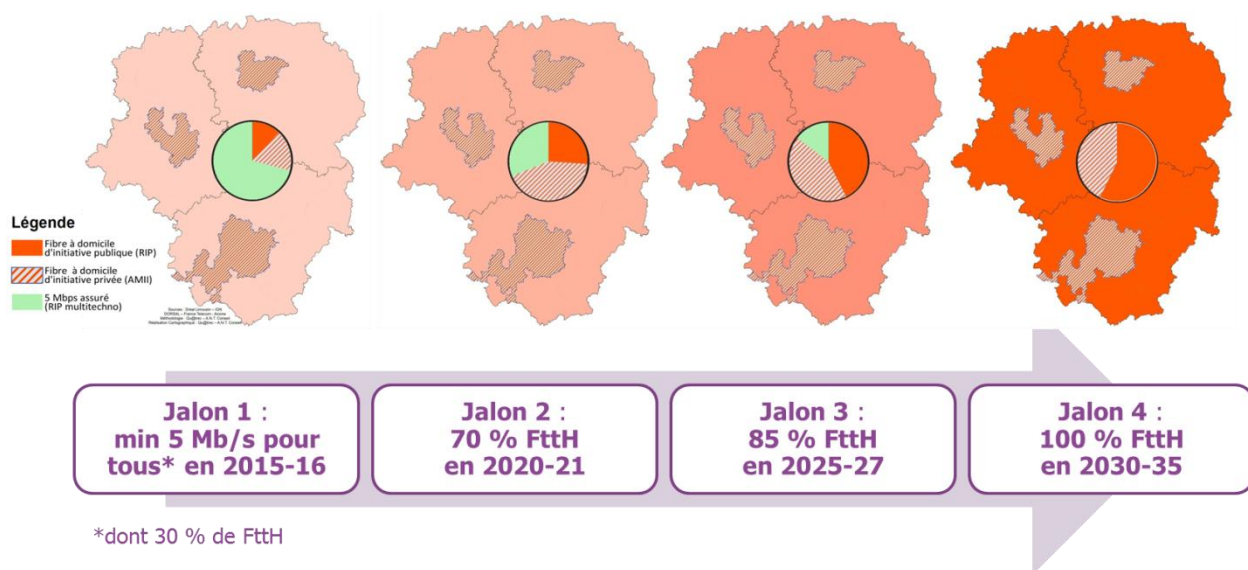 Légende
Fibre à domicile
d'initiative publique (RIP)
Fibre à domicile
d'initiative privée (AMII)
5 Mbps assuré
(RIP multitechno)
Jalon 1 :
min 5 Mb/s pour
tous* en 2015-16
Jalon 2 :
70 % FttH
en 2020-21
Jalon 3 :
85 % FttH
en 2025-27
Jalon 4 :
100 % FttH
en 2030-35
*dont 30 % de FttH